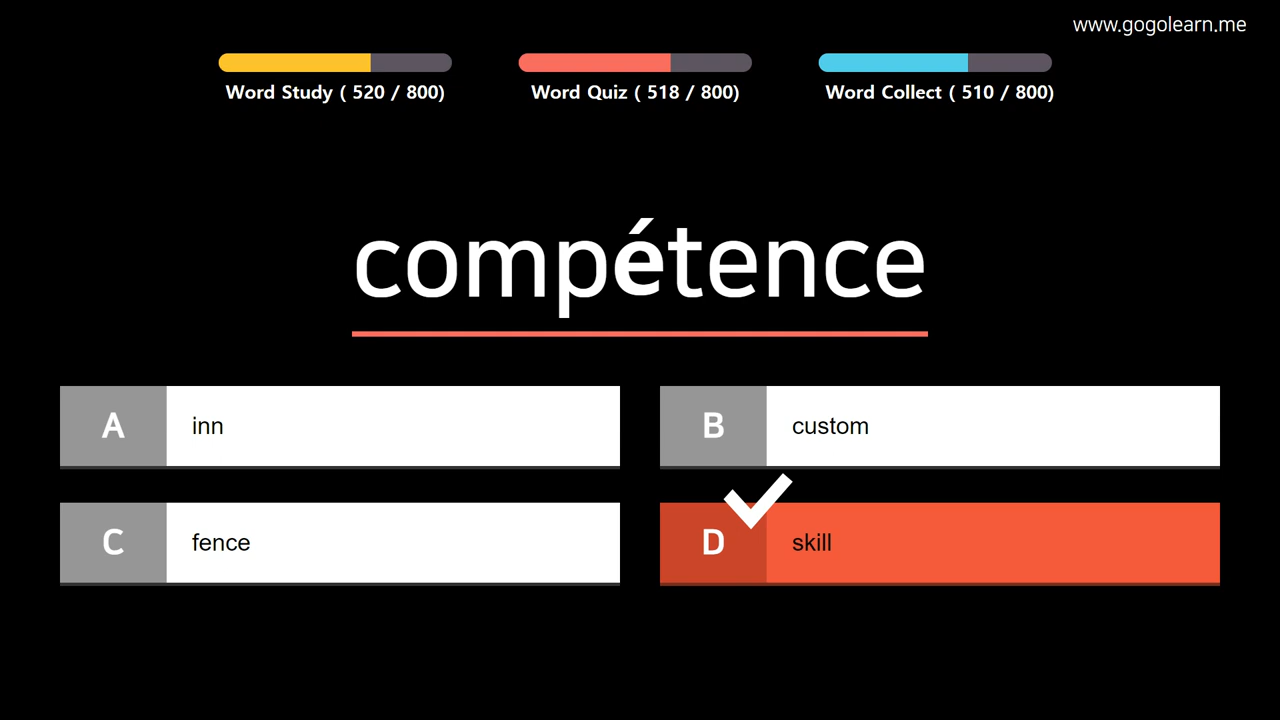 www.gogolearn.me
Word Study ( 520 / 800)
Word Quiz ( 518 / 800)
Word Collect ( 510 / 800)
compétence
A inn
B custom
C fence
D skill